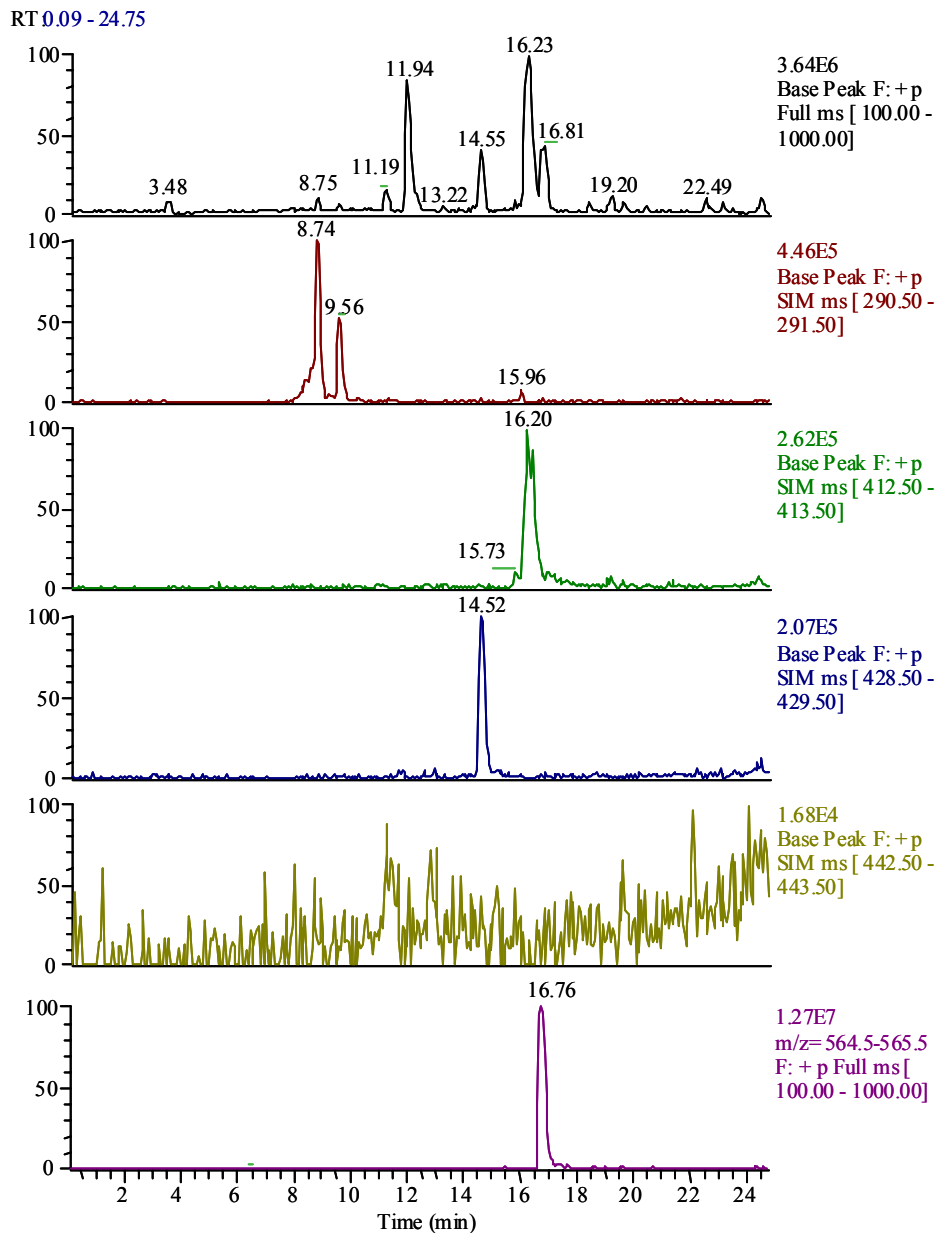 RT:0.09 - 24.75
100
50
0
3.48
8.75
11.19
11.94
13.22
14.55
16.23
16.81
19.20
22.49
3.64E6
Base Peak F: + p
Full ms [ 100.00 -
1000.00]
100
50
0
8.74
9.56
15.96
4.46E5
Base Peak F: + p
SIM ms [ 290.50 -
291.50]
100
50
0
15.73
16.20
2.62E5
Base Peak F: + p
SIM ms [ 412.50 -
413.50]
100
50
0
14.52
2.07E5
Base Peak F: + p
SIM ms [ 428.50 -
429.50]
100
50
0
1.68E4
Base Peak F: + p
SIM ms [ 442.50 -
443.50]
100
50
0
16.76
1.27E7
m/z= 564.5-565.5
F: + p Full ms [
100.00 - 1000.00]
2 4 6 8 10 12 14 16 18 20 22 24
Time (min)